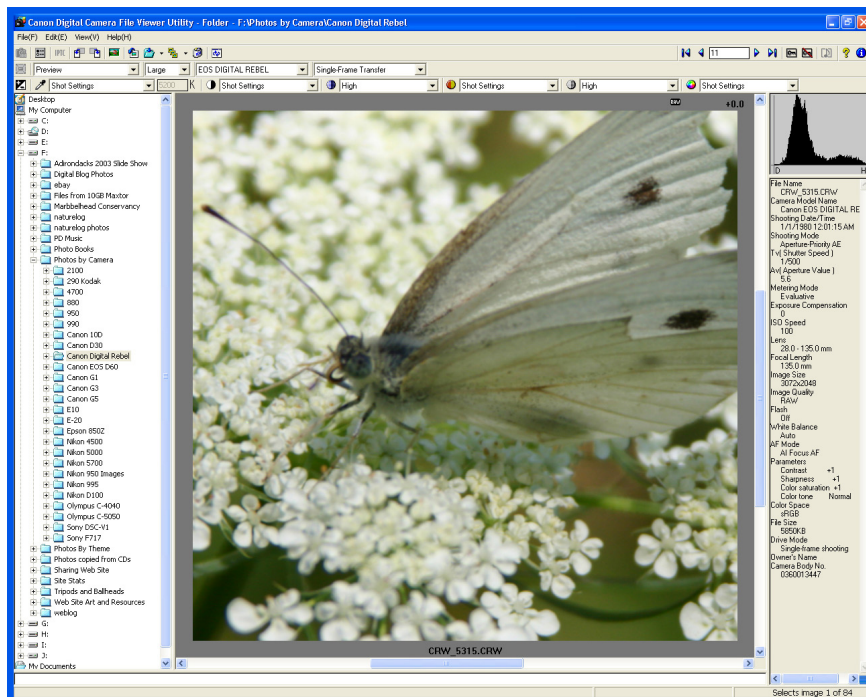 Canon Digital Camera File Viewer Utility - Folder - F:\Photos by Camera\Canon Digital Rebel
File(F) Edit(E) View(V) Help(H)
11
Preview Large EOS DIGITAL REBEL Single-Frame Transfer
Shot Settings 5200 K Shot Settings High Shot Settings High Shot Settings
Desktop
My Computer
C:
D:
E:
F:
Adirondacks 2003 Slide Show
Digital Blog Photos
ebay
Files from 10GB Maxtor
Marbbelhead Conservancy
naturelog
naturelog photos
PD Music
Photo Books
Photos by Camera
2100
290 Kodak
4700
880
950
990
Canon 10D
Canon D30
Canon Digital Rebel
Canon EOS D60
Canon G1
Canon G3
Canon G5
E10
E-20
Epson 850Z
Nikon 4500
Nikon 5000
Nikon 5700
Nikon 950 Images
Nikon 995
Nikon D100
Olympus C-4040
Olympus C-5050
Sony DSC-V1
Sony F717
Photos By Theme
Photos copied from CDs
Sharing Web Site
Site Stats
Tripods and Ballheads
Web Site Art and Resources
weblog
G:
H:
I:
J:
My Documents
RAW +0.0
CRW_5315.CRW
D H
File Name
CRW_5315.CRW
Camera Model Name
Canon EOS DIGITAL RE
Shooting Date/Time
1/1/1980 12:01:15 AM
Shooting Mode
Aperture-Priority AE
Tv( Shutter Speed )
1/500
Av( Aperture Value )
5.6
Metering Mode
Evaluative
Exposure Compensation
0
ISO Speed
100
Lens
28.0 - 135.0 mm
Focal Length
135.0 mm
Image Size
3072x2048
Image Quality
RAW
Flash
Off
White Balance
Auto
AF Mode
AI Focus AF
Parameters
Contrast +1
Sharpness +1
Color saturation +1
Color tone Normal
Color Space
sRGB
File Size
5850KB
Drive Mode
Single-frame shooting
Owner's Name
Camera Body No.
0360013447
Selects image 1 of 84